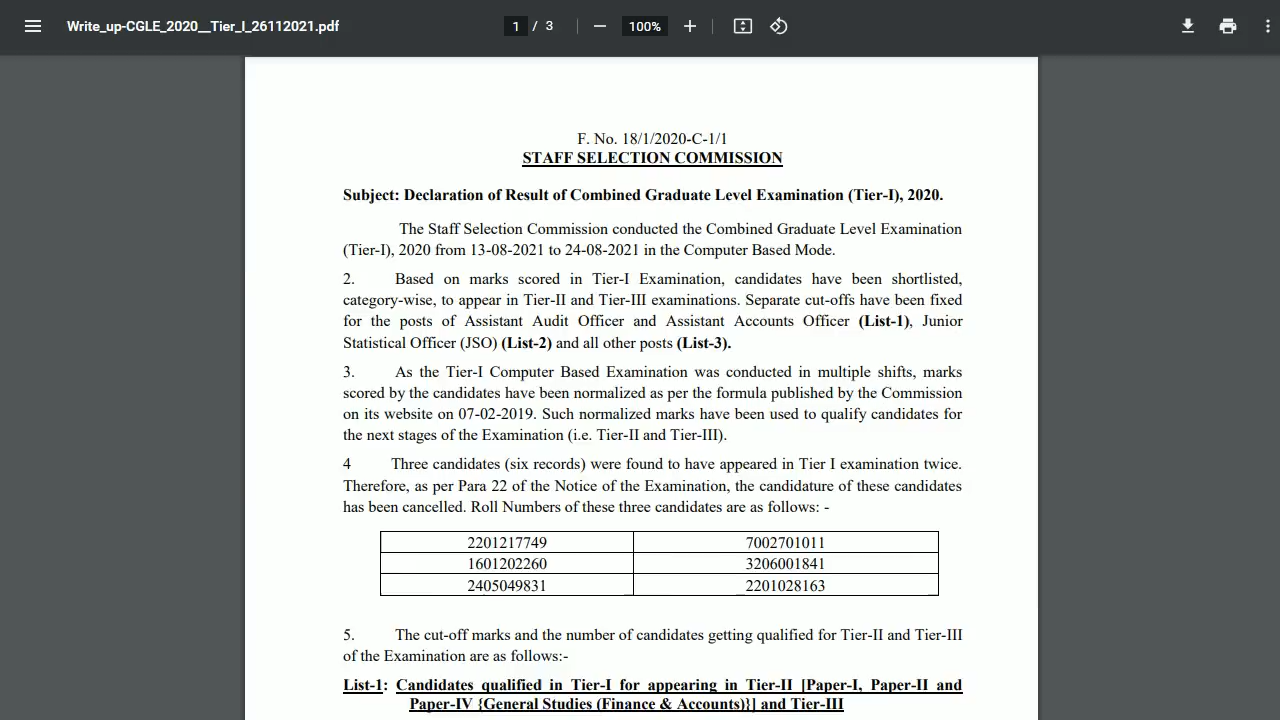 Write_up-CGLE_2020__Tier_I_26112021.pdf
1 / 3
100%
F. No. 18/1/2020-C-1/1
STAFF SELECTION COMMISSION
Subject: Declaration of Result of Combined Graduate Level Examination (Tier-I), 2020.
The Staff Selection Commission conducted the Combined Graduate Level Examination
(Tier-I), 2020 from 13-08-2021 to 24-08-2021 in the Computer Based Mode.
2. Based on marks scored in Tier-I Examination, candidates have been shortlisted,
category-wise, to appear in Tier-II and Tier-III examinations. Separate cut-offs have been fixed
for the posts of Assistant Audit Officer and Assistant Accounts Officer (List-1), Junior
Statistical Officer (JSO) (List-2) and all other posts (List-3).
3. As the Tier-I Computer Based Examination was conducted in multiple shifts, marks
scored by the candidates have been normalized as per the formula published by the Commission
on its website on 07-02-2019. Such normalized marks have been used to qualify candidates for
the next stages of the Examination (i.e. Tier-II and Tier-III).
4 Three candidates (six records) were found to have appeared in Tier I examination twice.
Therefore, as per Para 22 of the Notice of the Examination, the candidature of these candidates
has been cancelled. Roll Numbers of these three candidates are as follows: -
2201217749 7002701011
1601202260 3206001841
2405049831 2201028163
5. The cut-off marks and the number of candidates getting qualified for Tier-II and Tier-III
of the Examination are as follows:-
List-1: Candidates qualified in Tier-I for appearing in Tier-II [Paper-I, Paper-II and
Paper-IV {General Studies (Finance & Accounts)}] and Tier-III